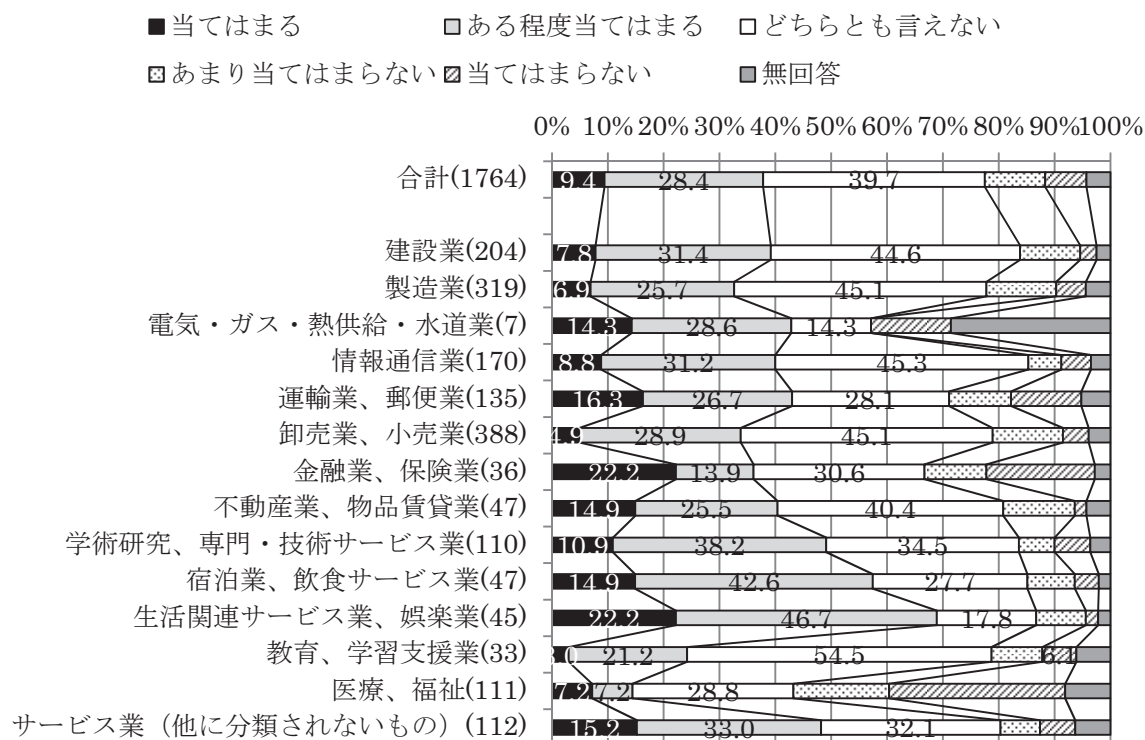 ■当てはまる □ある程度当てはまる □どちらとも言えない
あまり当てはまらない 当てはまらない ■無回答
0% 10% 20% 30% 40% 50% 60% 70% 80% 90% 100%
合計(1764) 9.4 28.4 39.7
建設業(204) 7.8 31.4 44.6
製造業(319) 6.9 25.7 45.1
電気・ガス・熱供給・水道業(7) 14.3 28.6 14.3
情報通信業(170) 8.8 31.2 45.3
運輸業、郵便業(135) 16.3 26.7 28.1
卸売業、小売業(388) 4.9 28.9 45.1
金融業、保険業(36) 22.2 13.9 30.6
不動産業、物品賃貸業(47) 14.9 25.5 40.4
学術研究、専門・技術サービス業(110) 10.9 38.2 34.5
宿泊業、飲食サービス業(47) 14.9 42.6 27.7
生活関連サービス業、娯楽業(45) 22.2 46.7 17.8
教育、学習支援業(33) 3.0 21.2 54.5 6.1
医療、福祉(111) 7.2 7.2 28.8
サービス業（他に分類されないもの）(112) 15.2 33.0 32.1